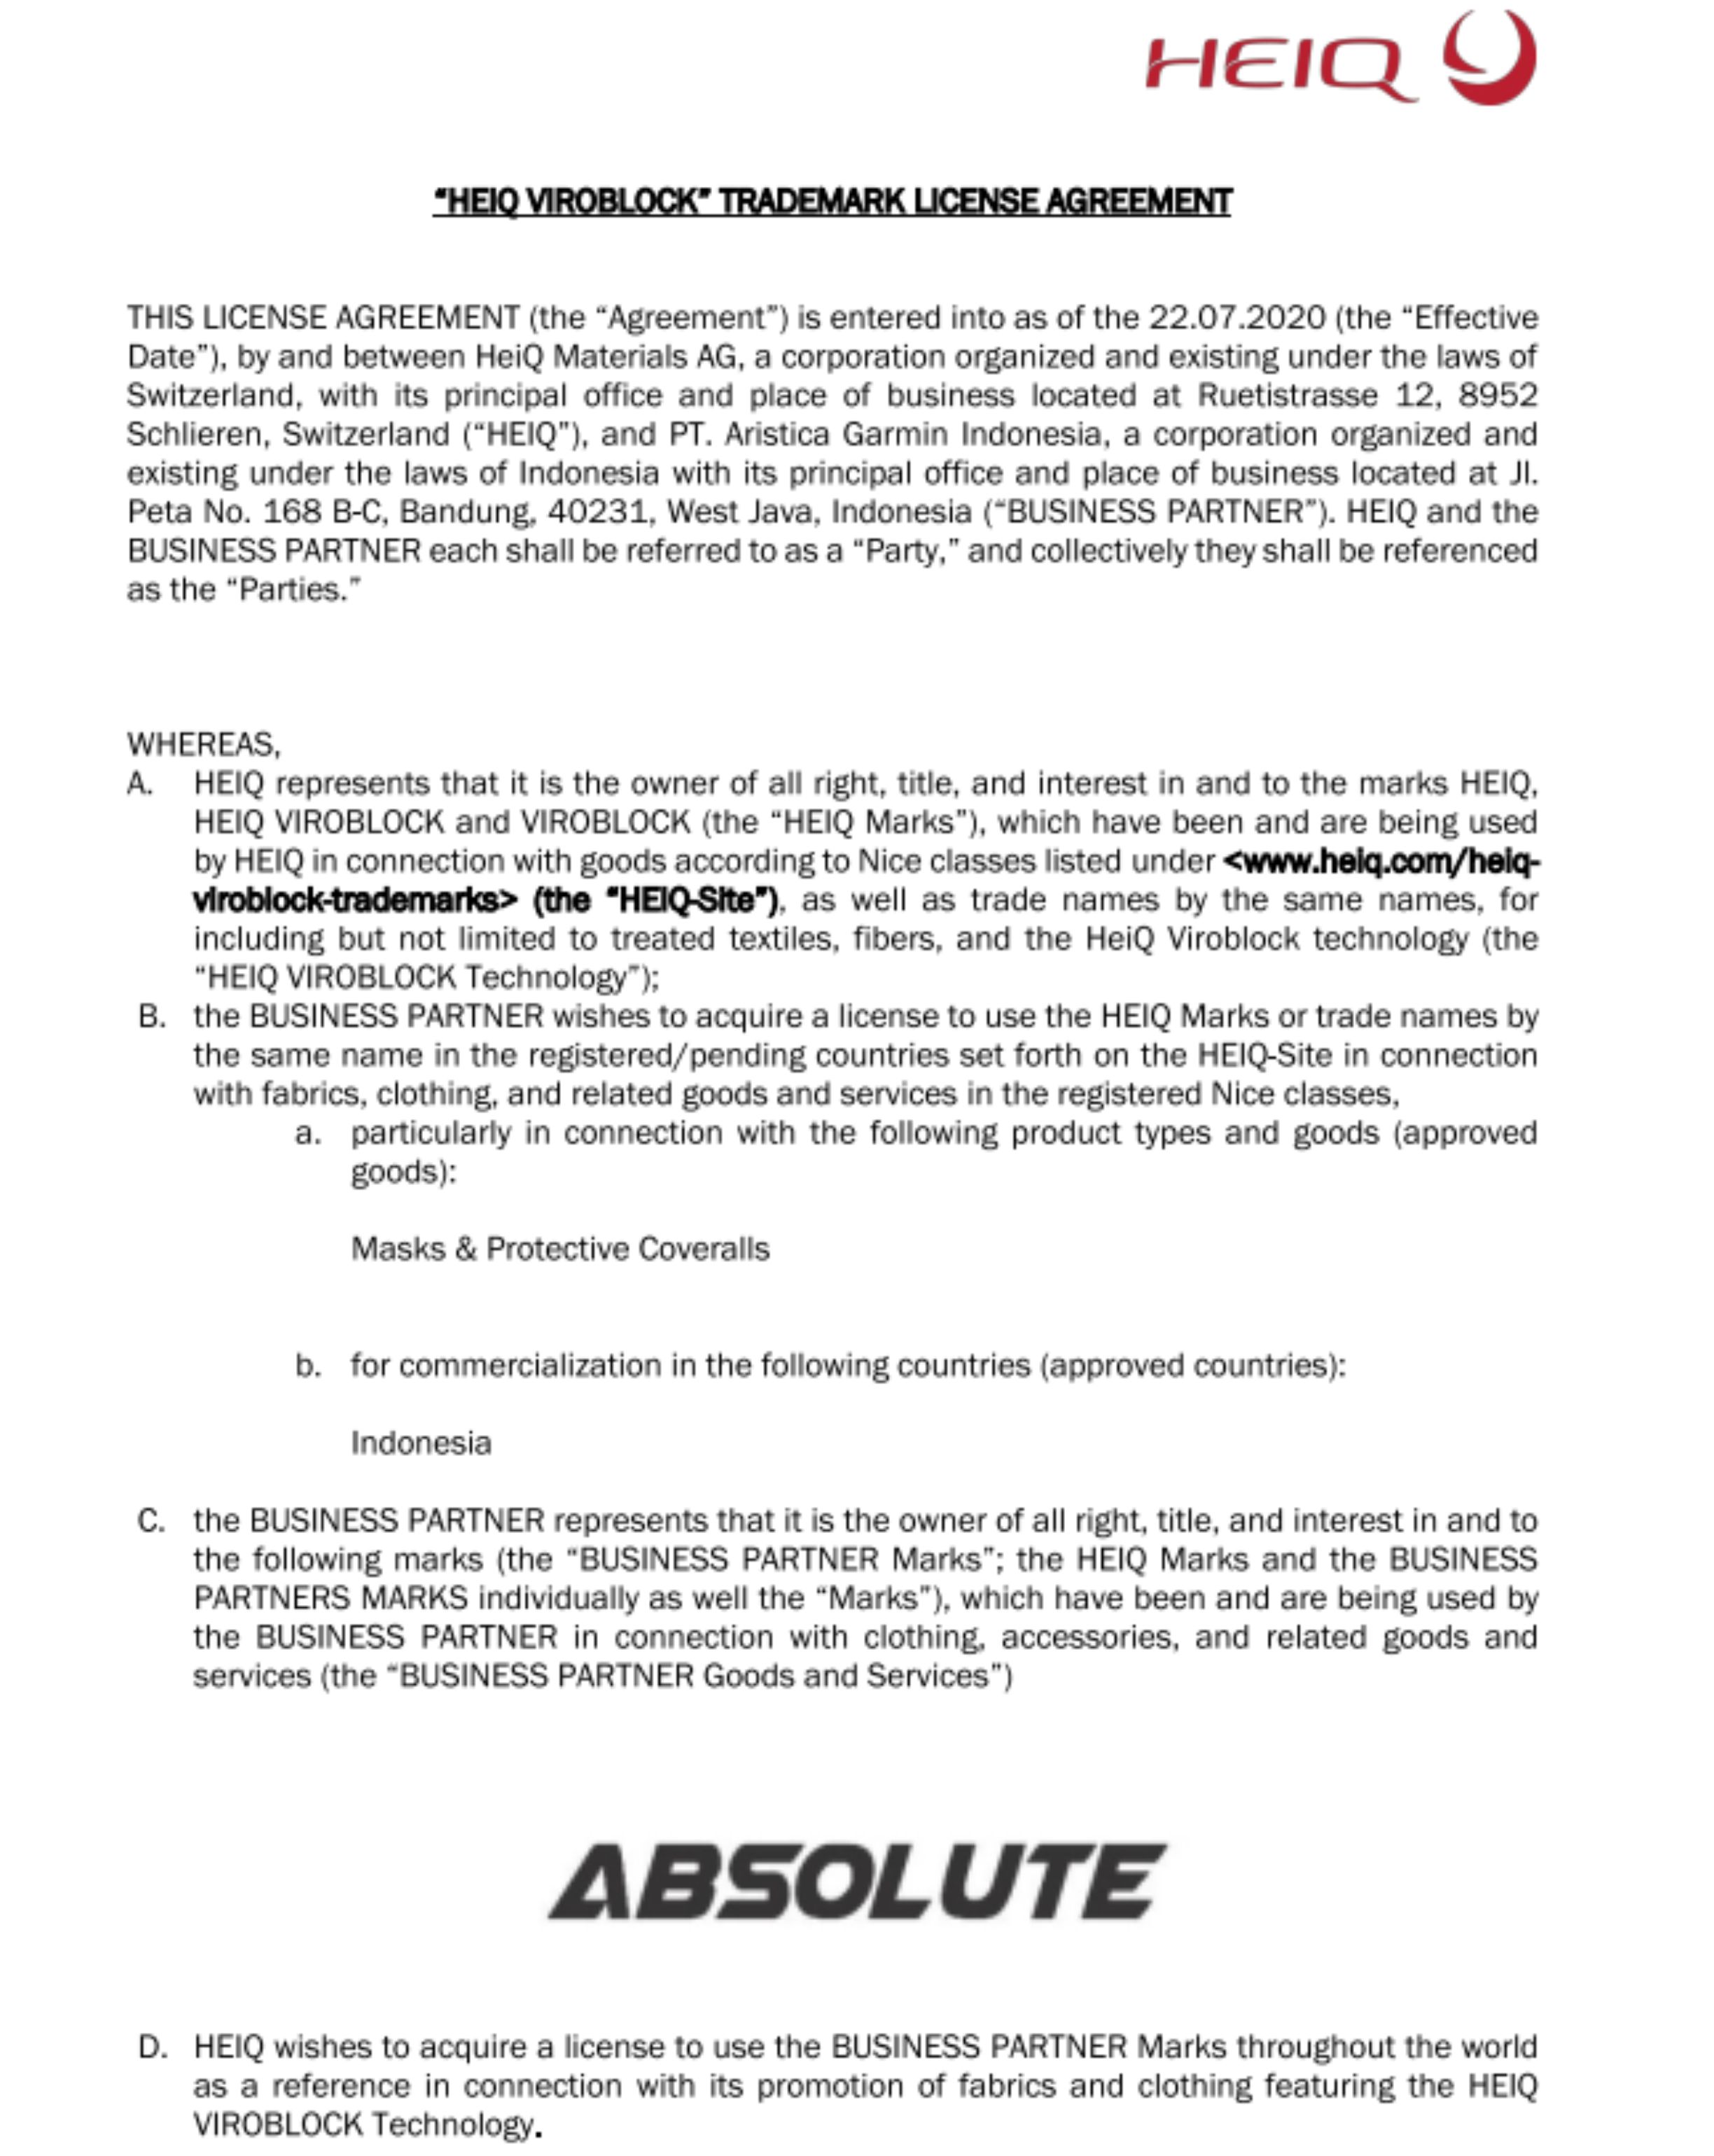 HEIQ
“HEIQ VIROBLOCK” TRADEMARK LICENSE AGREEMENT
THIS LICENSE AGREEMENT (the “Agreement”) is entered into as of the 22.07.2020 (the “Effective
Date”), by and between HeiQ Materials AG, a corporation organized and existing under the laws of
Switzerland, with its principal office and place of business located at Ruetistrasse 12, 8952
Schlieren, Switzerland (“HEIQ”), and PT. Aristica Garmin Indonesia, a corporation organized and
existing under the laws of Indonesia with its principal office and place of business located at Jl.
Peta No. 168 B-C, Bandung, 40231, West Java, Indonesia (“BUSINESS PARTNER”). HEIQ and the
BUSINESS PARTNER each shall be referred to as a “Party,” and collectively they shall be referenced
as the “Parties.”
WHEREAS,
A. HEIQ represents that it is the owner of all right, title, and interest in and to the marks HEIQ,
HEIQ VIROBLOCK and VIROBLOCK (the “HEIQ Marks”), which have been and are being used
by HEIQ in connection with goods according to Nice classes listed under <www.heiq.com/heiq-
viroblock-trademarks> (the “HEIQ-Site”), as well as trade names by the same names, for
including but not limited to treated textiles, fibers, and the HeiQ Viroblock technology (the
“HEIQ VIROBLOCK Technology”);
B. the BUSINESS PARTNER wishes to acquire a license to use the HEIQ Marks or trade names by
the same name in the registered/pending countries set forth on the HEIQ-Site in connection
with fabrics, clothing, and related goods and services in the registered Nice classes,
a. particularly in connection with the following product types and goods (approved
goods):
Masks & Protective Coveralls
b. for commercialization in the following countries (approved countries):
Indonesia
C. the BUSINESS PARTNER represents that it is the owner of all right, title, and interest in and to
the following marks (the “BUSINESS PARTNER Marks”; the HEIQ Marks and the BUSINESS
PARTNERS MARKS individually as well the “Marks”), which have been and are being used by
the BUSINESS PARTNER in connection with clothing, accessories, and related goods and
services (the “BUSINESS PARTNER Goods and Services”)
ABSOLUTE
D. HEIQ wishes to acquire a license to use the BUSINESS PARTNER Marks throughout the world
as a reference in connection with its promotion of fabrics and clothing featuring the HEIQ
VIROBLOCK Technology.